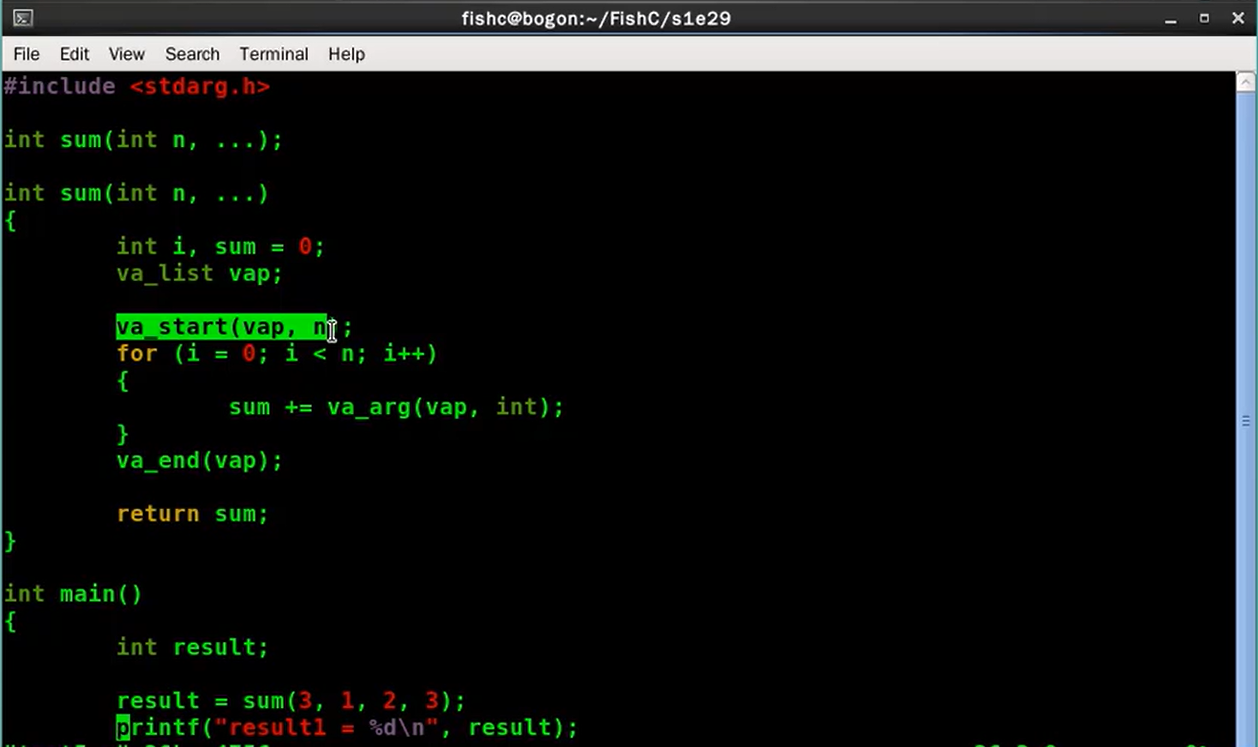 fishc@bogon:~/FishC/s1e29
File Edit View Search Terminal Help
#include <stdarg.h>
int sum(int n, ...);
int sum(int n, ...)
{
int i, sum = 0;
va_list vap;
va_start(vap, n);
for (i = 0; i < n; i++)
{
sum += va_arg(vap, int);
}
va_end(vap);
return sum;
}
int main()
{
int result;
result = sum(3, 1, 2, 3);
printf("result1 = %d\n", result);